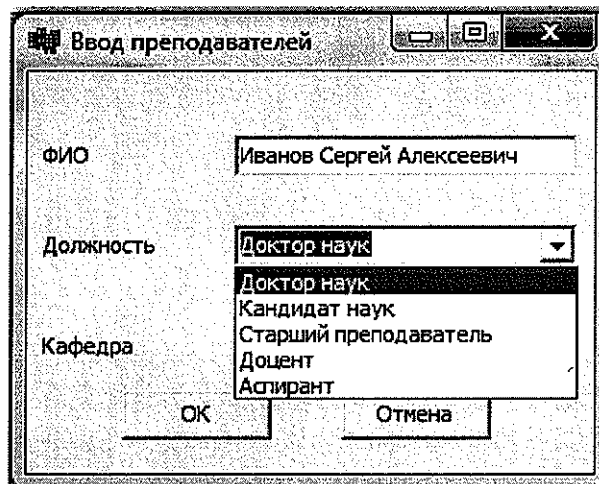 Ввод преподавателей
ФИО
Иванов Сергей Алексеевич
Должность
Доктор наук
Доктор наук
Кандидат наук
Старший преподаватель
Кафедра
Доцент
Аспирант
ОК
Отмена